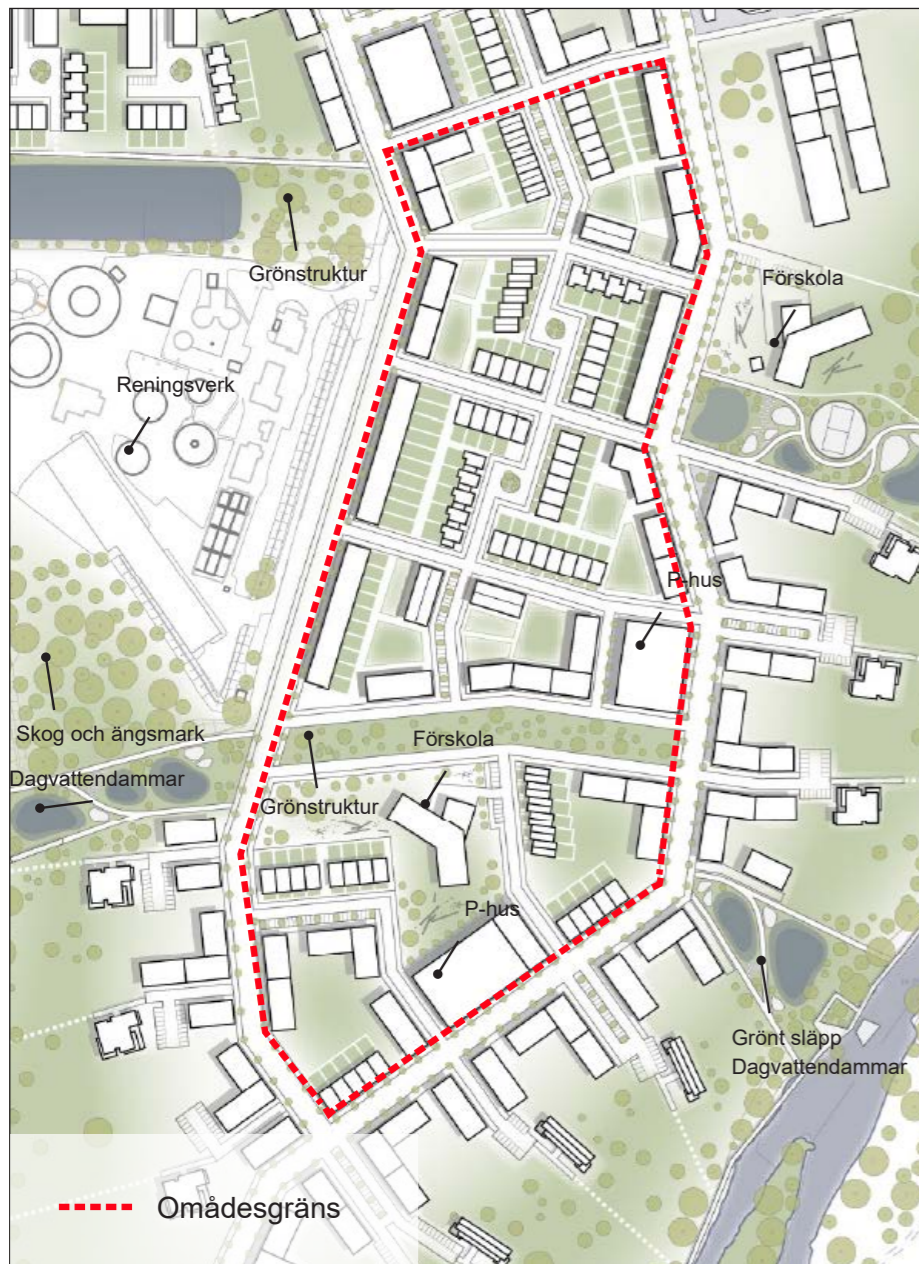 Grönstruktur
Förskola
Reningsverk
P-hus
Skog och ängsmark
Förskola
Dagvattendammar
Grönstruktur
P-hus
Grönt släpp
Dagvattendammar
Omådesgräns